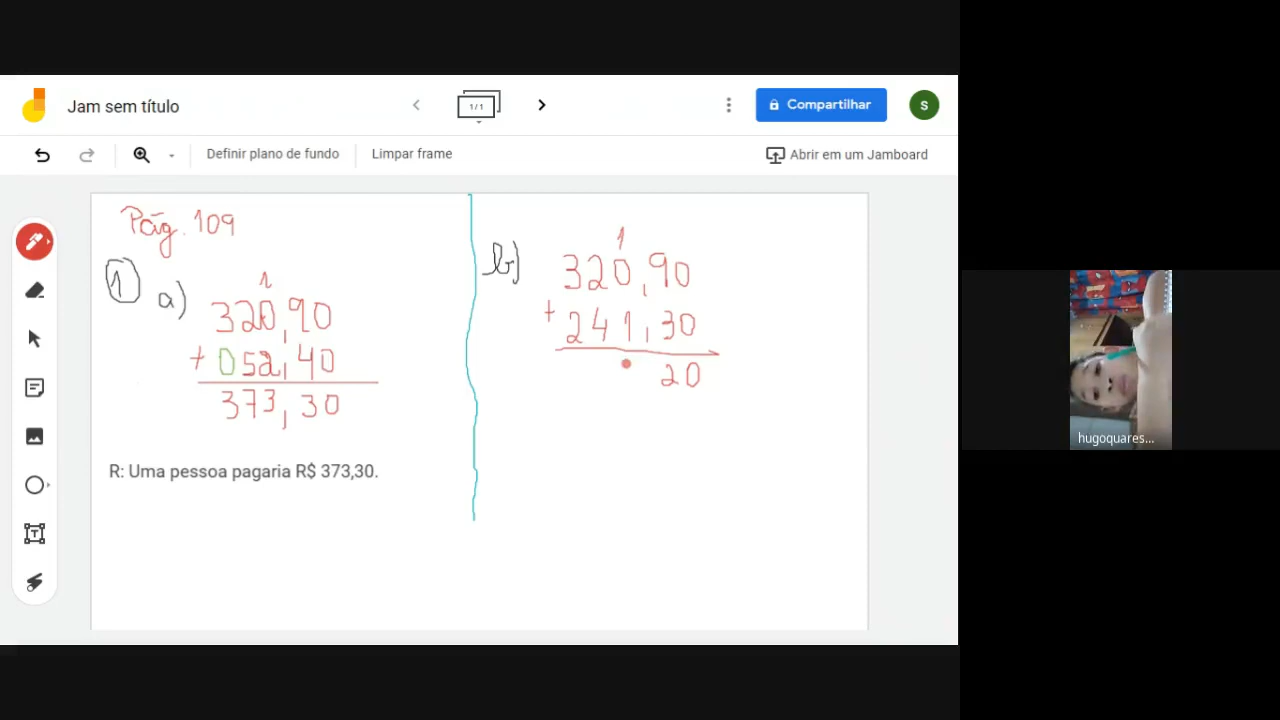 Jam sem título
1/1
Compartilhar
S
Definir plano de fundo
Limpar frame
Abrir em um Jamboard
Pág. 109
1 a)
1
320,90
+ 052,40
373,30
R: Uma pessoa pagaria R$ 373,30.
b)
1
320,90
+ 241,30
20
hugoquares...